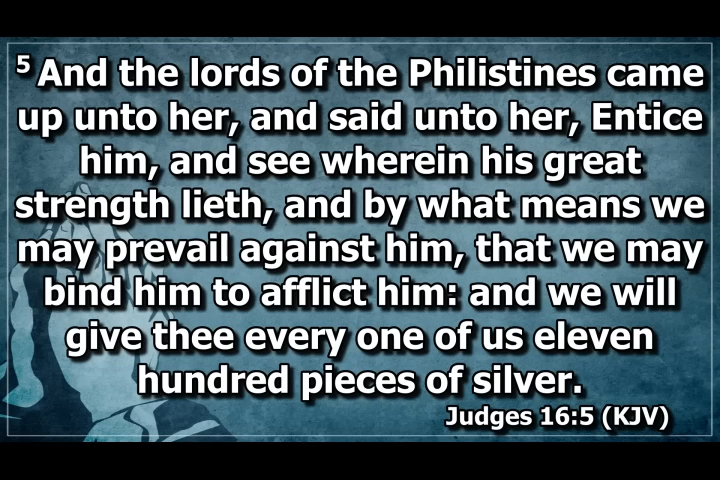 5 And the lords of the Philistines came
up unto her, and said unto her, Entice
him, and see wherein his great
strength lieth, and by what means we
may prevail against him, that we may
bind him to afflict him: and we will
give thee every one of us eleven
hundred pieces of silver.
Judges 16:5 (KJV)